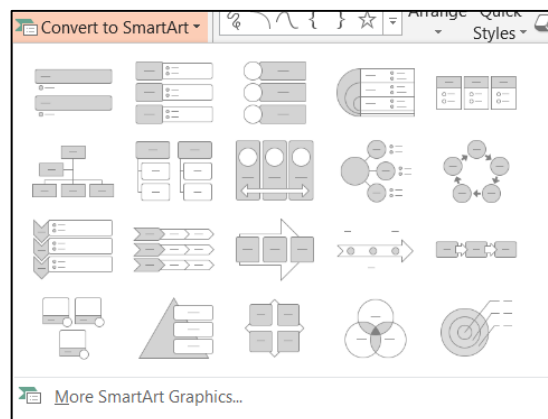 Convert to SmartArt
Arrange
Quick
Styles
More SmartArt Graphics...